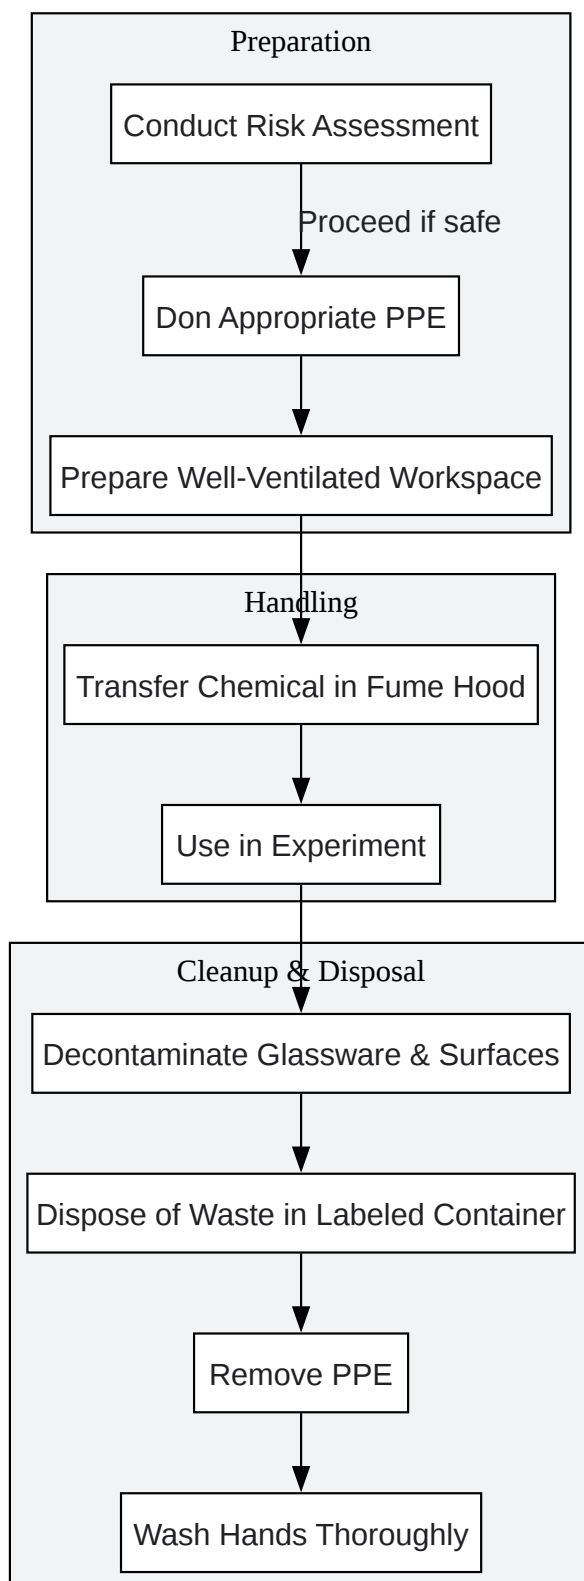 Preparation
Conduct Risk Assessment
Proceed if safe
Don Appropriate PPE
Prepare Well-Ventilated Workspace
Handling
Transfer Chemical in Fume Hood
Use in Experiment
Cleanup & Disposal
Decontaminate Glassware & Surfaces
Dispose of Waste in Labeled Container
Remove PPE
Wash Hands Thoroughly